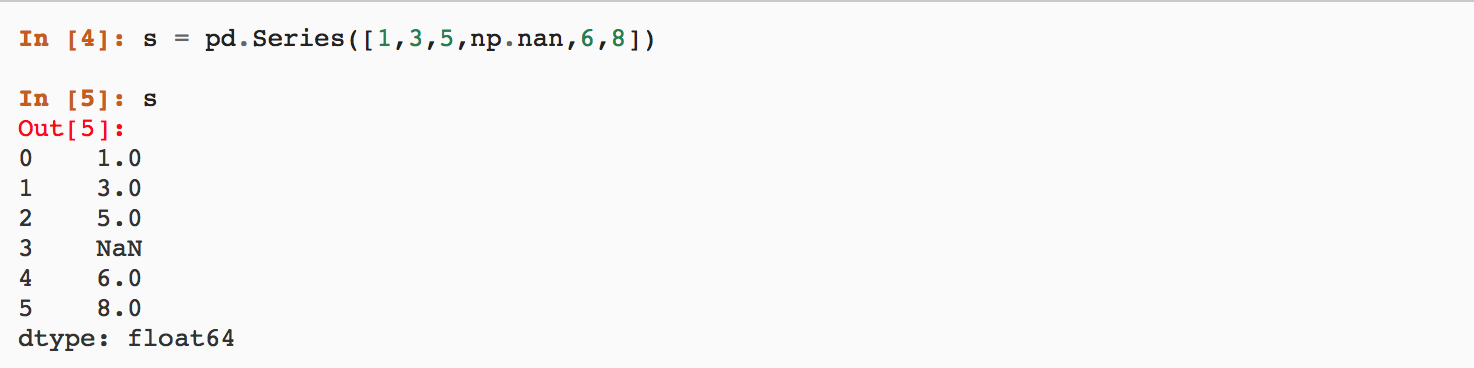 In [4]: s = pd.Series([1,3,5,np.nan,6,8])
In [5]: s
Out[5]:
0    1.0
1    3.0
2    5.0
3    NaN
4    6.0
5    8.0
dtype: float64